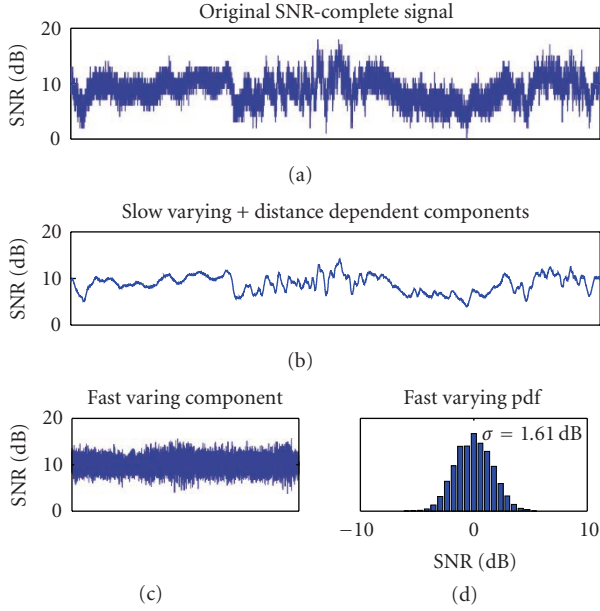 Original SNR-complete signal
20
10
0
SNR (dB)
(a)
Slow varying + distance dependent components
20
10
0
SNR (dB)
(b)
Fast varing component
20
10
0
SNR (dB)
(c)
Fast varying pdf
σ = 1.61 dB
−10
0
10
SNR (dB)
(d)